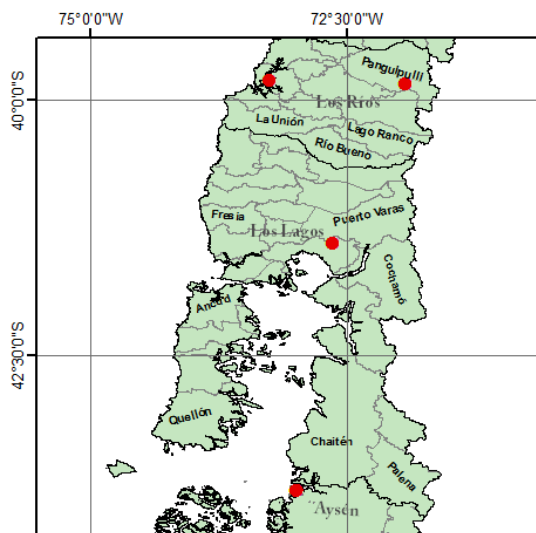 75°0'0"W
72°30'0"W
40°0'0"S
42°30'0"S
Panguipulli
Los Ríos
La Unión
Lago Ranco
Río Bueno
Fresia
Puerto Varas
Los Lagos
Cochamó
Ancud
Quellón
Chaitén
Palena
Aysén